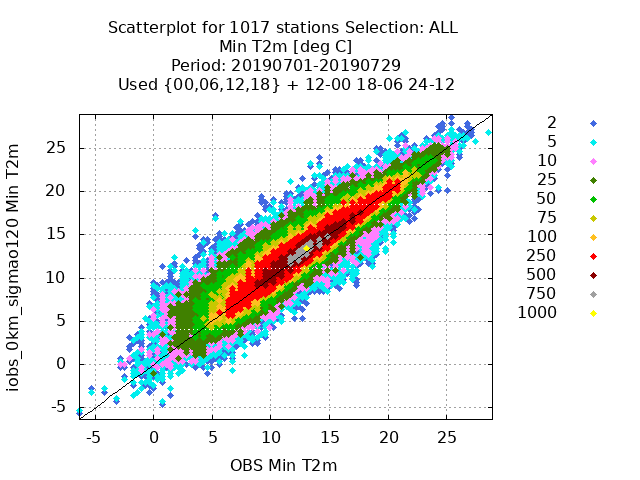 Scatterplot for 1017 stations Selection: ALL
Min T2m [deg C]
Period: 20190701-20190729
Used {00,06,12,18} + 12-00 18-06 24-12
iobs_0km_sigmao120 Min T2m
25
20
15
10
5
0
-5
-5 0 5 10 15 20 25
OBS Min T2m
2
5
10
25
50
75
100
250
500
750
1000